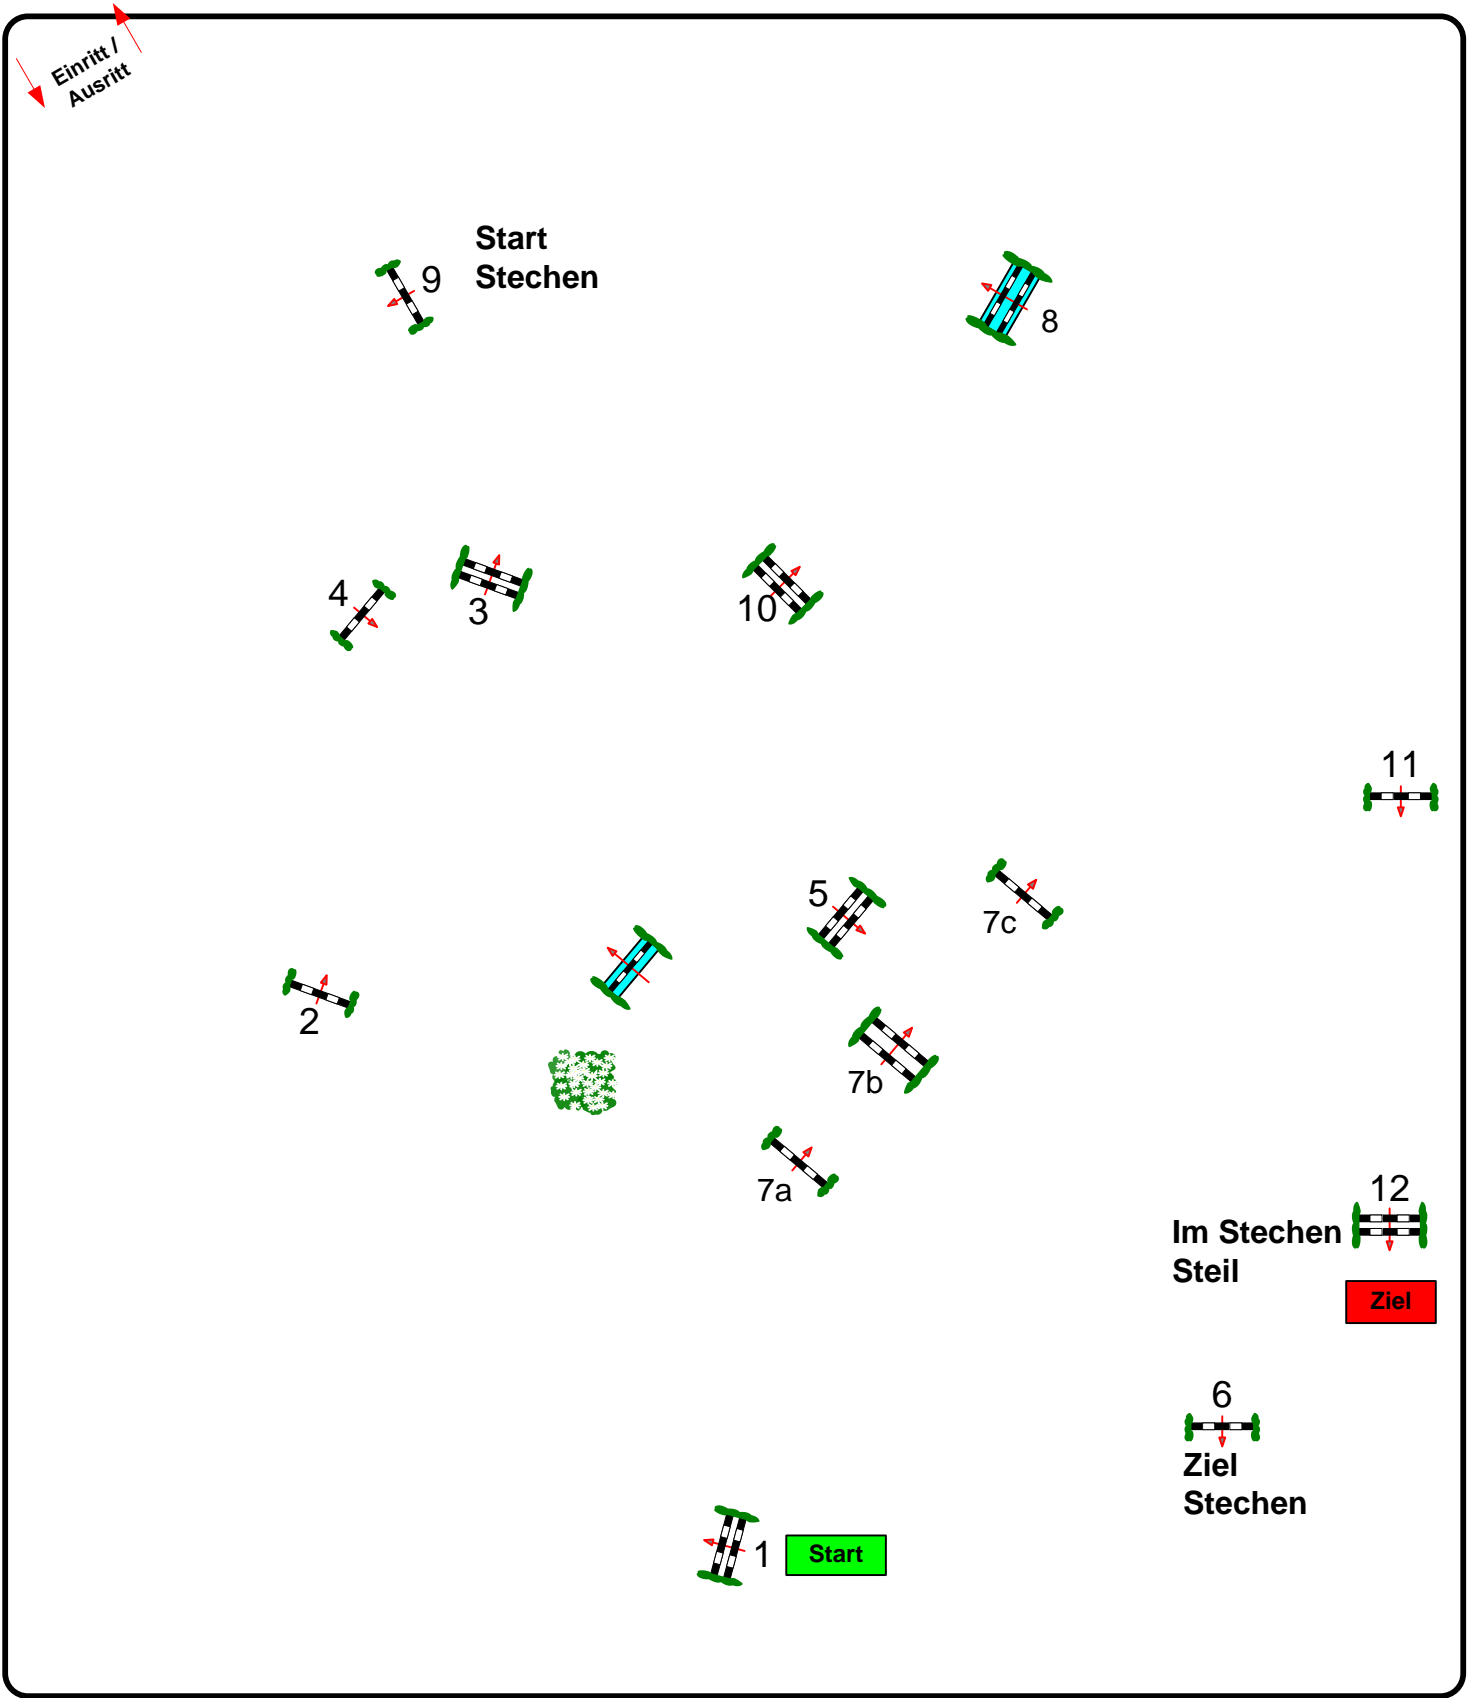 Einritt /
Ausritt
Start
Stechen
9
8
4
3
10
11
5
7c
2
7b
7a
12
Im Stechen
Steil
Ziel
6
Ziel
Stechen
1
Start